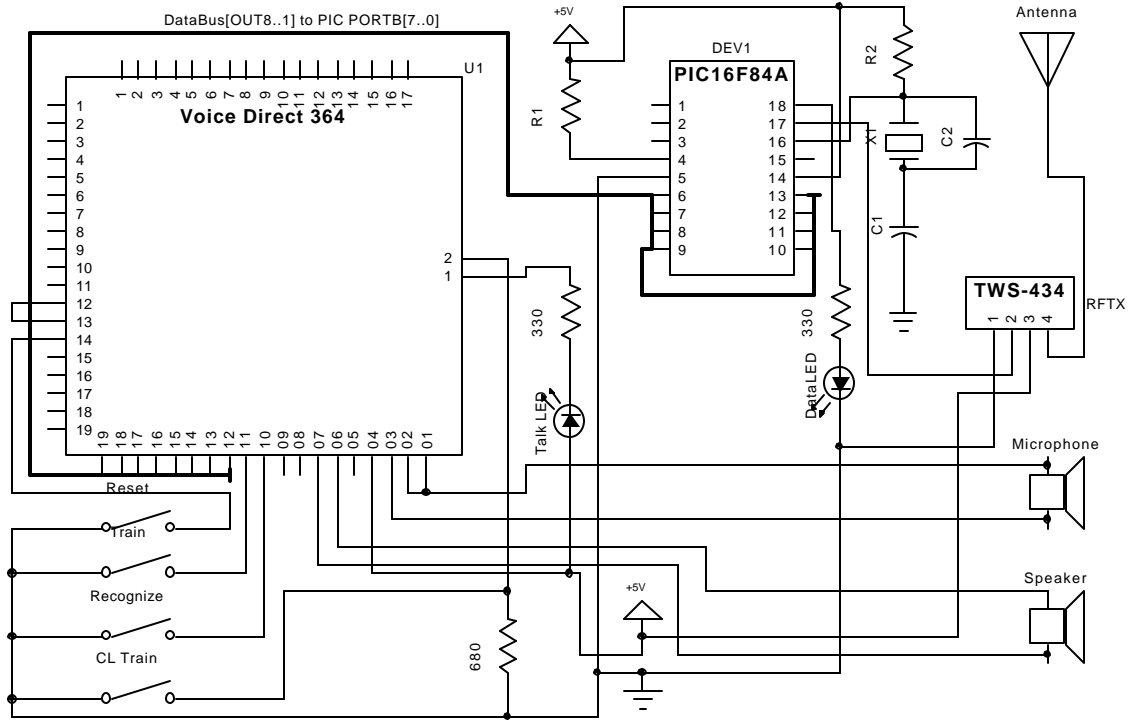 DataBus[OUT8..1] to PIC PORTB[7..0]
+5V
Antenna
U1
DEV1
R2
PIC16F84A
1 2 3 4 5 6 7 8 9 10 11 12 13 14 15 16 17
Voice Direct 364
R1
1 18
2 17
3 16
4 15
5 14
6 13
7 12
8 11
9 10
X1
C2
C1
1
2
3
4
5
6
7
8
9
10
11
12
13
14
15
16
17
18
19
2
1
330
330
TWS-434
RFTX
1 2 3 4
Talk LED
DataLED
19 18 17 16 15 14 13 12 11 10 09 08 07 06 05 04 03 02 01
Microphone
Reset
Train
Recognize
+5V
Speaker
CL Train
680